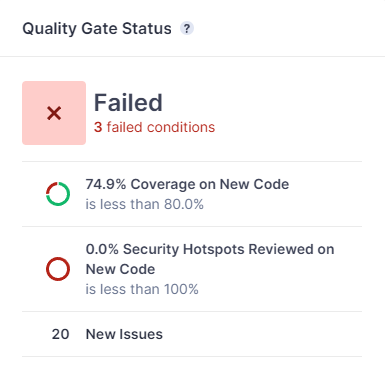 Quality Gate Status ?
Failed
3 failed conditions
74.9% Coverage on New Code
is less than 80.0%
0.0% Security Hotspots Reviewed on
New Code
is less than 100%
20 New Issues